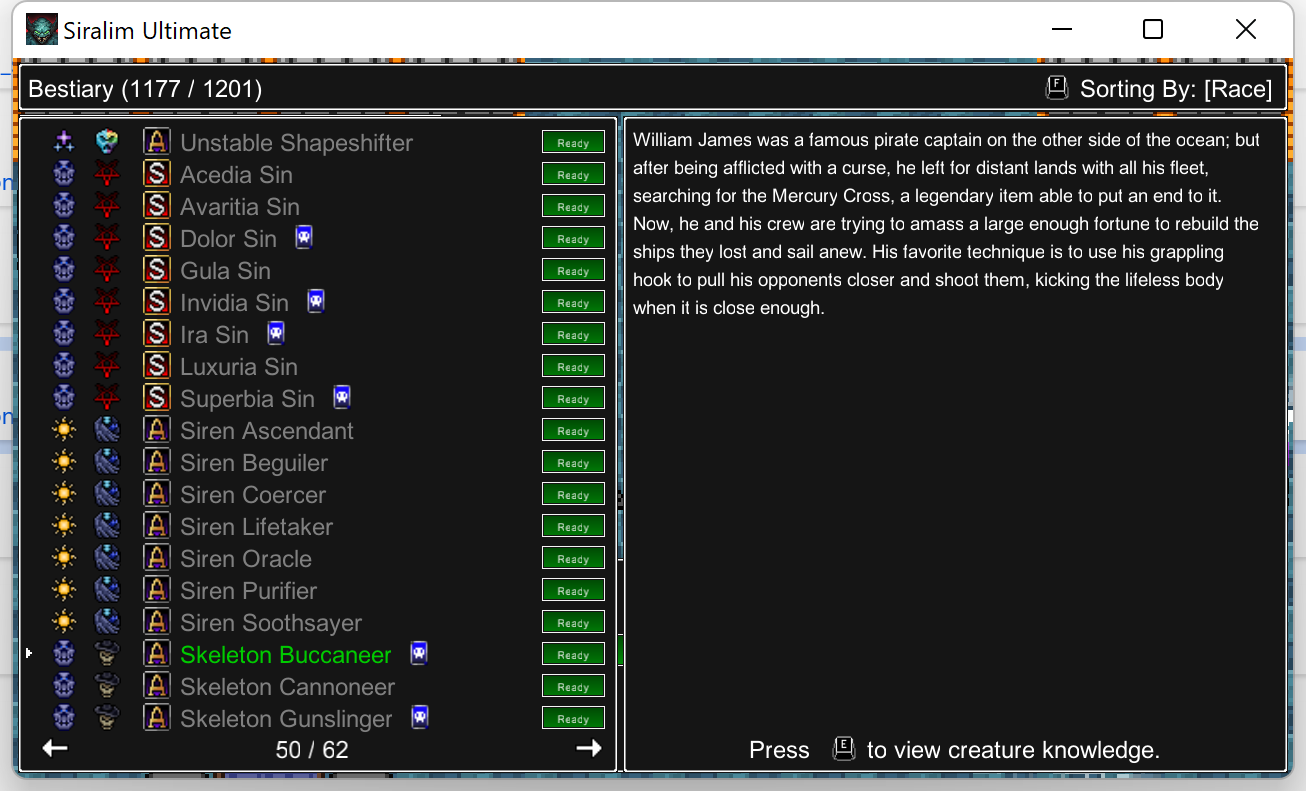 Siralim Ultimate
Bestiary (1177 / 1201)
F Sorting By: [Race]
A Unstable Shapeshifter Ready
S Acedia Sin Ready
S Avaritia Sin Ready
S Dolor Sin Ready
S Gula Sin Ready
S Invidia Sin Ready
S Ira Sin Ready
S Luxuria Sin Ready
S Superbia Sin Ready
A Siren Ascendant Ready
A Siren Beguiler Ready
A Siren Coercer Ready
A Siren Lifetaker Ready
A Siren Oracle Ready
A Siren Purifier Ready
A Siren Soothsayer Ready
A Skeleton Buccaneer Ready
A Skeleton Cannoneer Ready
A Skeleton Gunslinger Ready
50 / 62
William James was a famous pirate captain on the other side of the ocean; but
after being afflicted with a curse, he left for distant lands with all his fleet,
searching for the Mercury Cross, a legendary item able to put an end to it.
Now, he and his crew are trying to amass a large enough fortune to rebuild the
ships they lost and sail anew. His favorite technique is to use his grappling
hook to pull his opponents closer and shoot them, kicking the lifeless body
when it is close enough.
Press E to view creature knowledge.